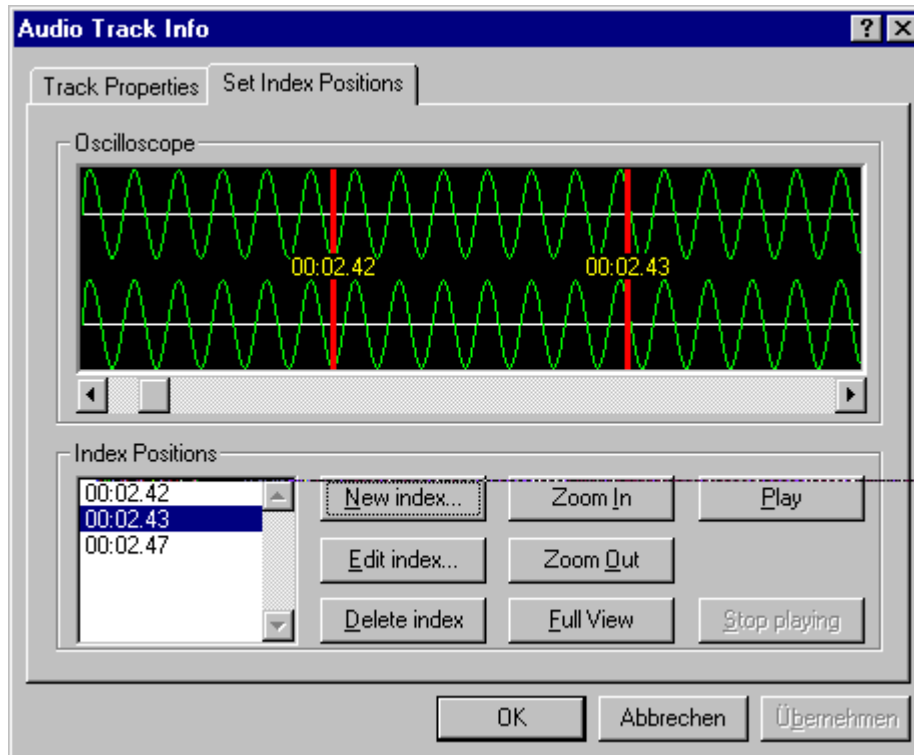 Audio Track Info
Track Properties
Set Index Positions
Oscilloscope
00:02.42
00:02.43
Index Positions
00:02.42
00:02.43
00:02.47
New index...
Zoom In
Play
Edit index...
Zoom Out
Delete index
Full View
Stop playing
OK
Abbrechen
Übernehmen